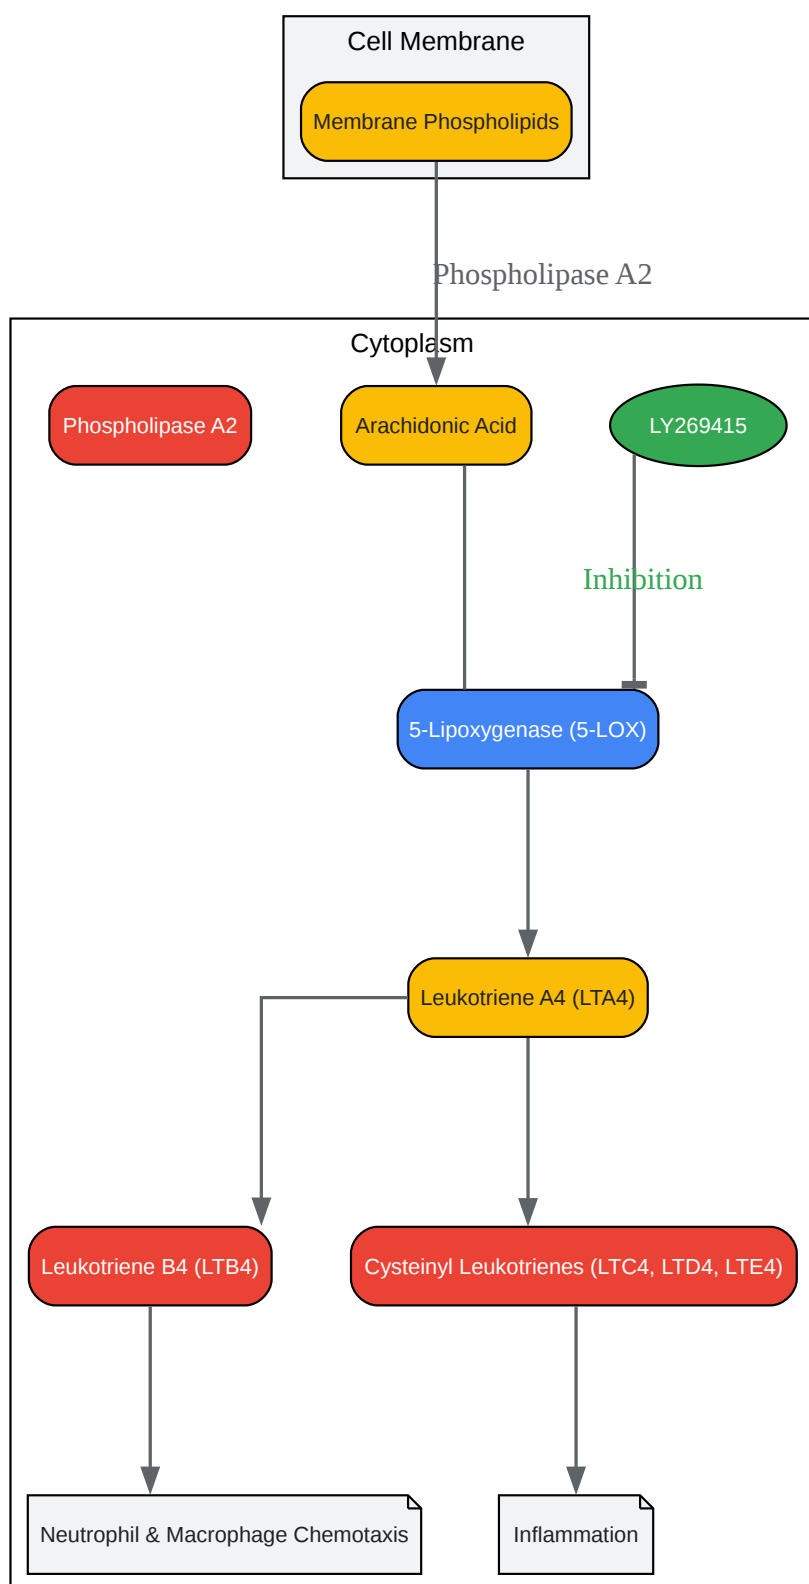 Cell Membrane
Membrane Phospholipids
Phospholipase A2
Cytoplasm
Phospholipase A2
Arachidonic Acid
LY269415
Inhibition
5-Lipoxygenase (5-LOX)
Leukotriene A4 (LTA4)
Leukotriene B4 (LTB4)
Cysteinyl Leukotrienes (LTC4, LTD4, LTE4)
Neutrophil & Macrophage Chemotaxis
Inflammation